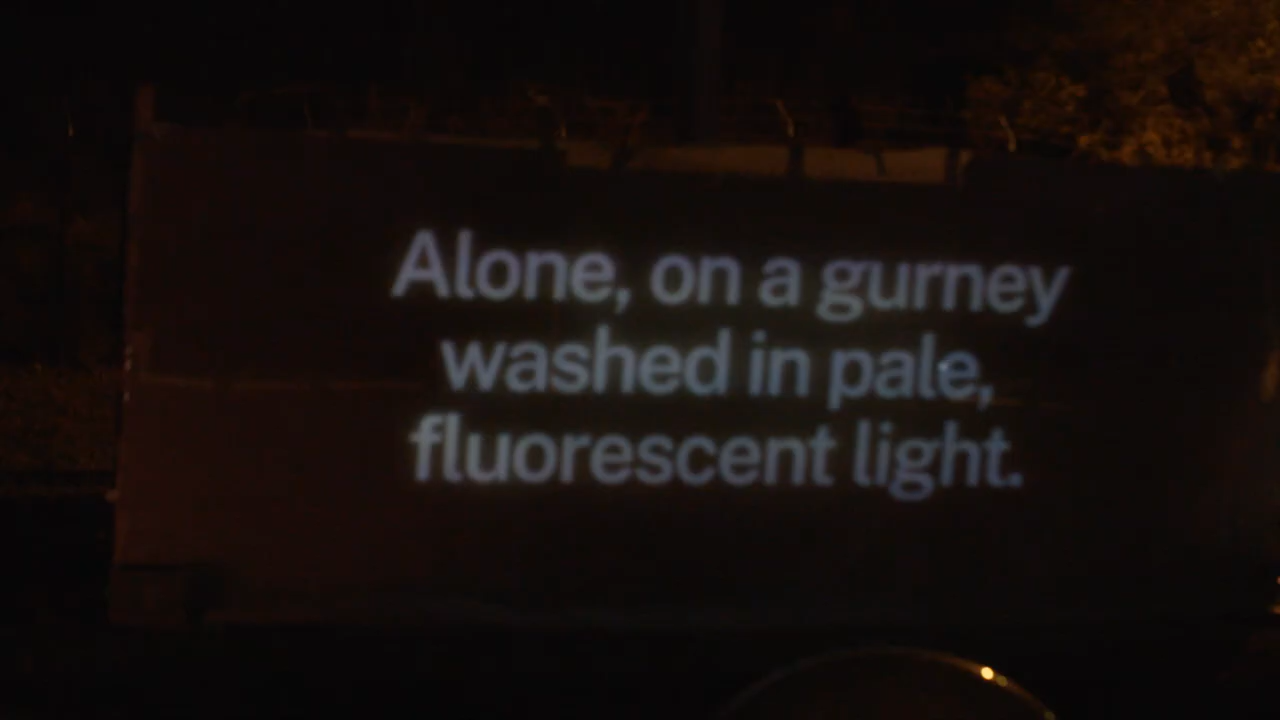 Alone, on a gurney
washed in pale,
fluorescent light.